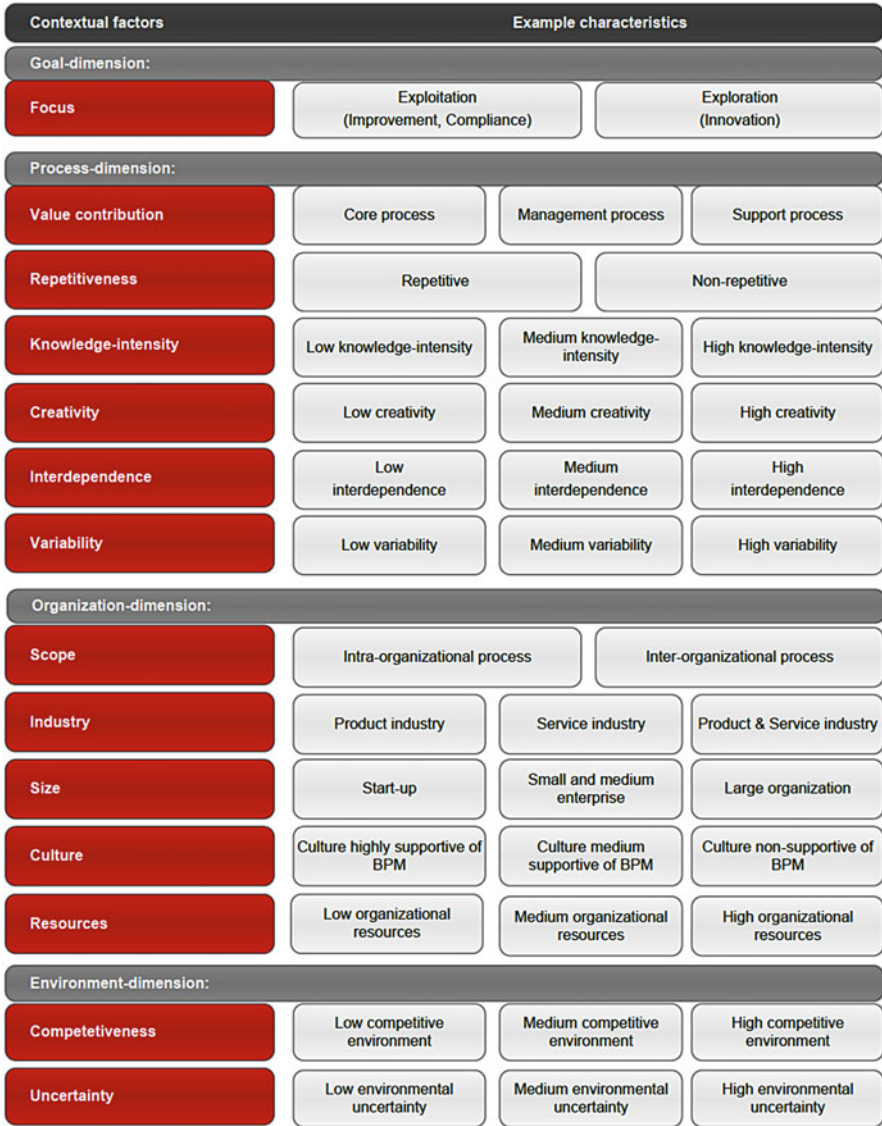 Contextual factors Example characteristics
Goal-dimension:
Focus
Exploitation
(Improvement, Compliance)
Exploration
(Innovation)
Process-dimension:
Value contribution
Core process
Management process
Support process
Repetitiveness
Repetitive
Non-repetitive
Knowledge-intensity
Low knowledge-intensity
Medium knowledge-
intensity
High knowledge-intensity
Creativity
Low creativity
Medium creativity
High creativity
Interdependence
Low
interdependence
Medium
interdependence
High
interdependence
Variability
Low variability
Medium variability
High variability
Organization-dimension:
Scope
Intra-organizational process
Inter-organizational process
Industry
Product industry
Service industry
Product & Service industry
Size
Start-up
Small and medium
enterprise
Large organization
Culture
Culture highly supportive of
BPM
Culture medium
supportive of BPM
Culture non-supportive of
BPM
Resources
Low organizational
resources
Medium organizational
resources
High organizational
resources
Environment-dimension:
Competetiveness
Low competitive
environment
Medium competitive
environment
High competitive
environment
Uncertainty
Low environmental
uncertainty
Medium environmental
uncertainty
High environmental
uncertainty